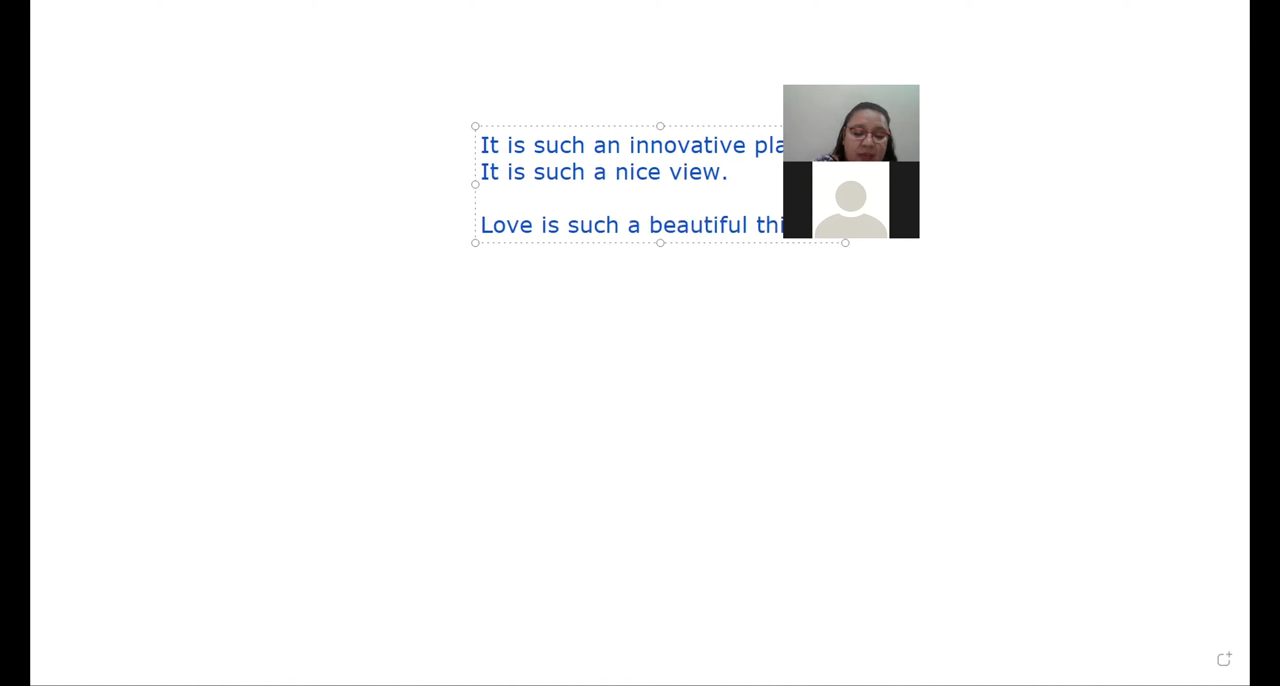 It is such an innovative
It is such a nice view.
Love is such a beautiful